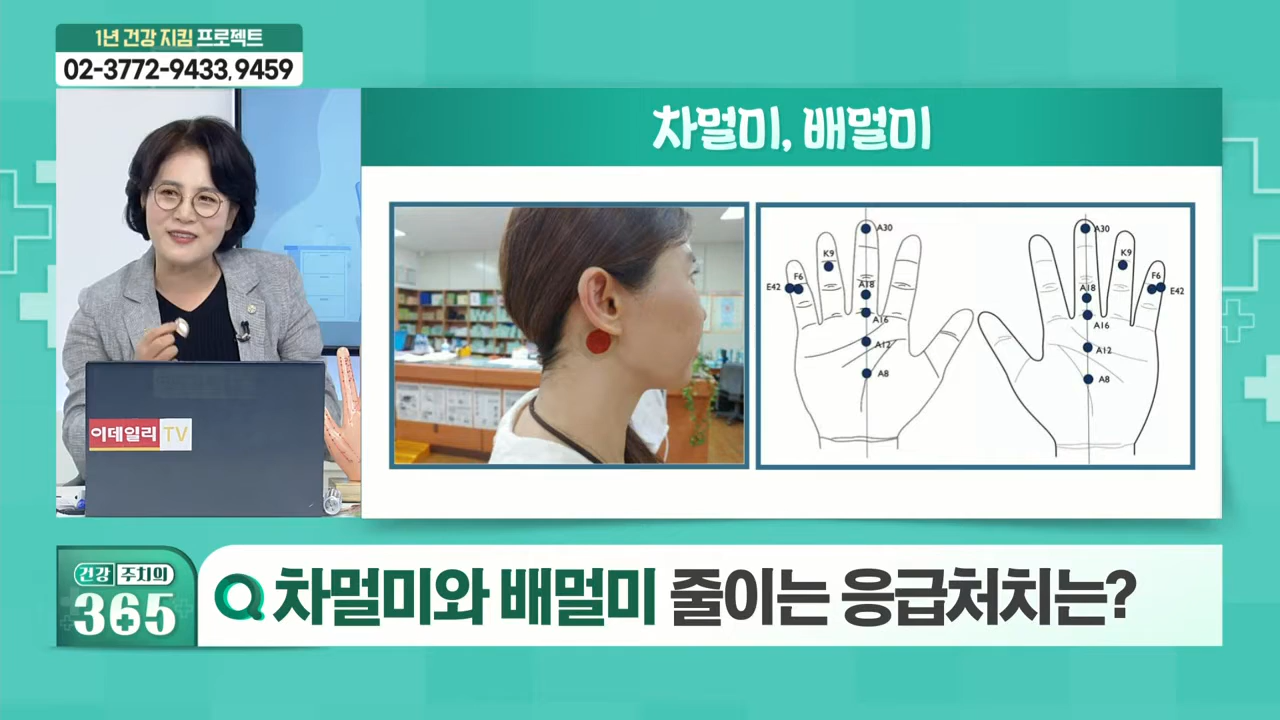 1년 건강 지킴 프로젝트
02-3772-9433, 9459
차멀미, 배멀미
A30
K9
F6
E42
A18
A16
A12
A8
A30
K9
F6
E42
A18
A16
A12
A8
이데일리 TV
건강 주치의
365
Q 차멀미와 배멀미 줄이는 응급처치는?